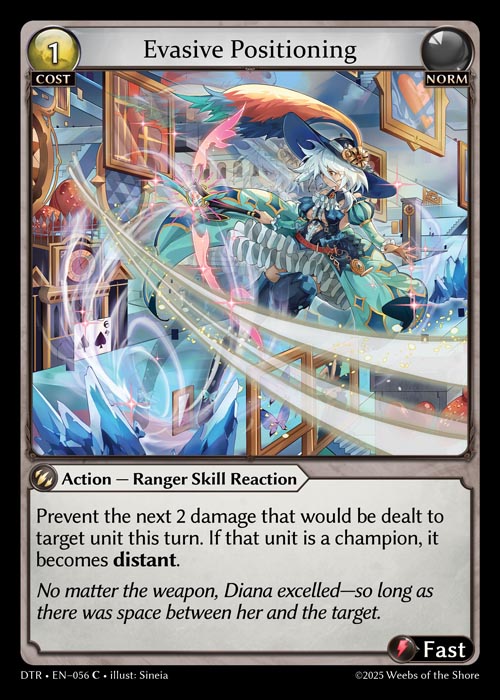 1
Evasive Positioning
COST
NORM
Action — Ranger Skill Reaction
Prevent the next 2 damage that would be dealt to
target unit this turn. If that unit is a champion, it
becomes distant.
No matter the weapon, Diana excelled—so long as
there was space between her and the target.
Fast
DTR • EN–056 C • illust: Sineia
©2025 Weebs of the Shore